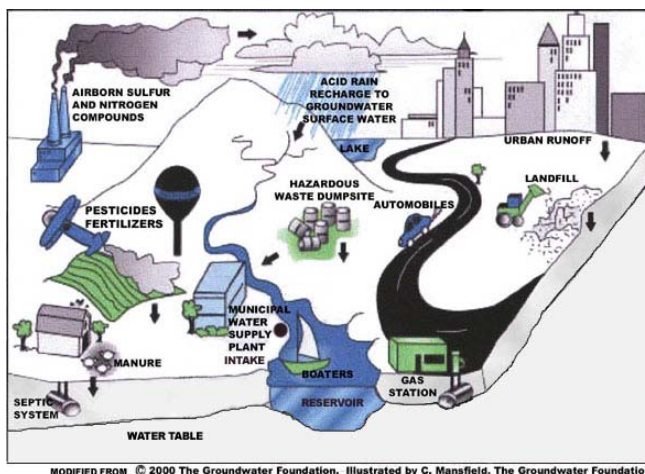 AIRBORN SULFUR
AND NITROGEN
COMPOUNDS
ACID RAIN
RECHARGE TO
GROUNDWATER
SURFACE WATER
LAKE
URBAN RUNOFF
LANDFILL
HAZARDOUS
WASTE DUMPSITE
AUTOMOBILES
PESTICIDES
FERTILIZERS
MUNICIPAL
WATER
SUPPLY
PLANT
INTAKE
MANURE
BOATERS
GAS
STATION
SEPTIC
SYSTEM
RESERVOIR
WATER TABLE
MODIFIED FROM © 2000 The Groundwater Foundation. Illustrated by C. Mansfield, The Groundwater Foundatio